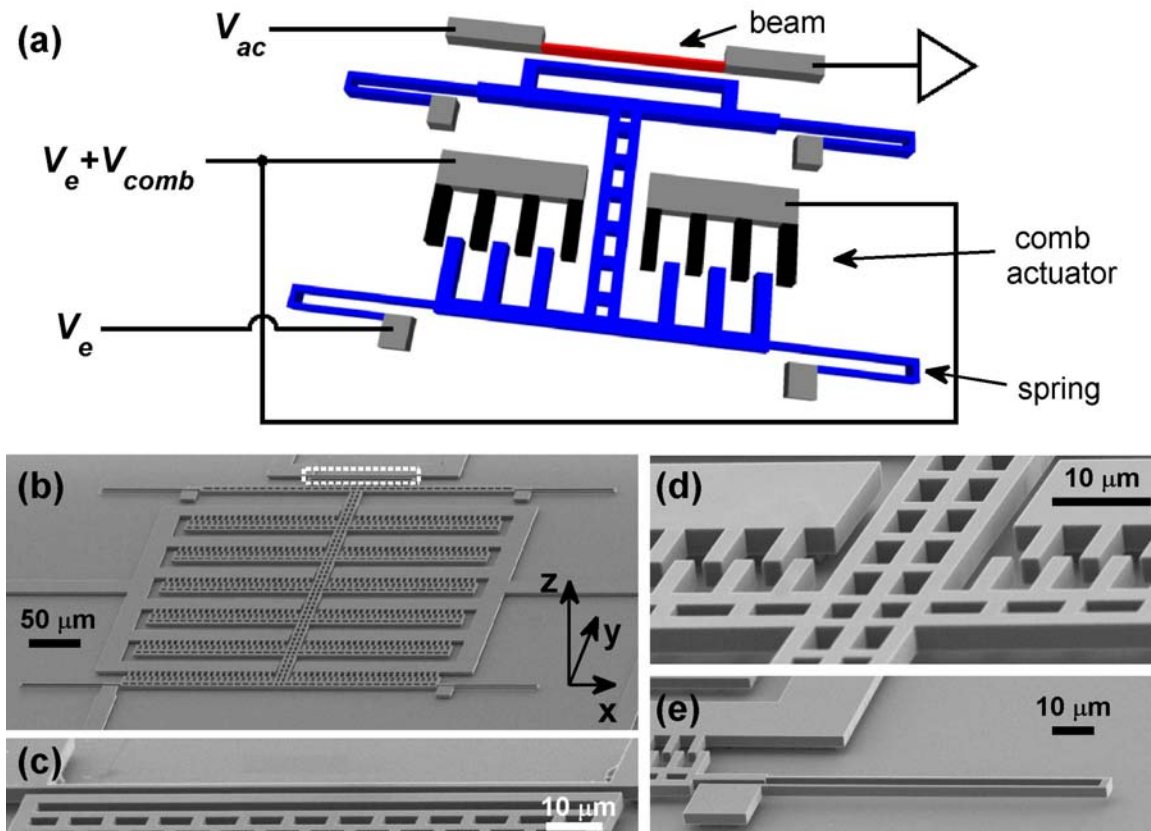 (a)
V_ac
beam
V_e+V_comb
comb
actuator
V_e
spring
(b)
50 μm
z
y
x
(c)
10 μm
(d)
10 μm
(e)
10 μm